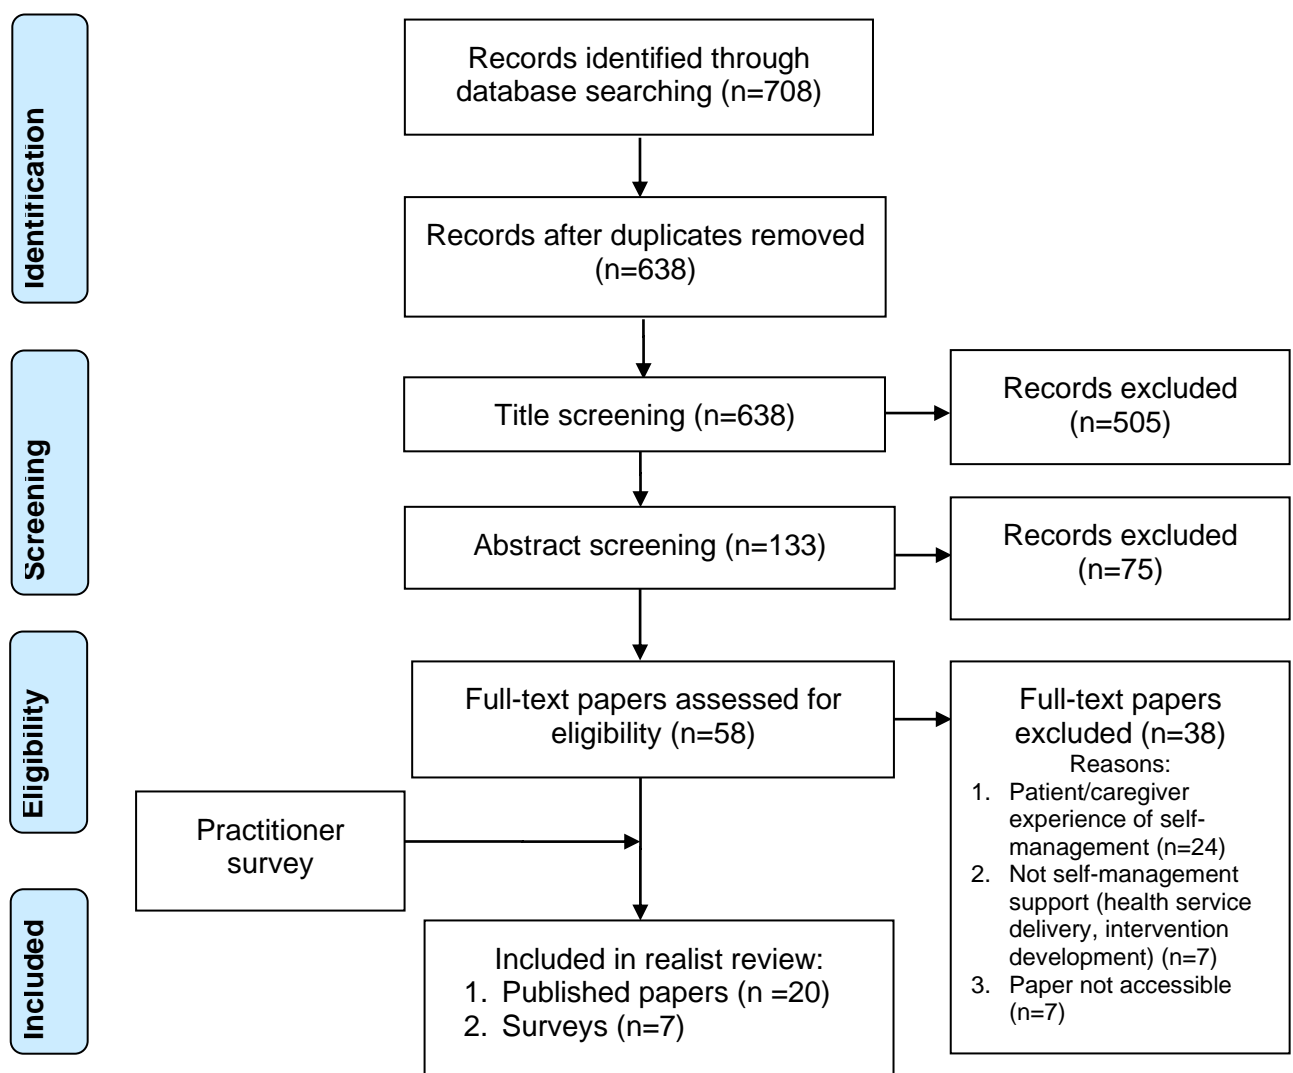 Identification
Records identified through
database searching (n=708)
Records after duplicates removed
(n=638)
Screening
Title screening (n=638)
Records excluded
(n=505)
Abstract screening (n=133)
Records excluded
(n=75)
Eligibility
Full-text papers assessed for
eligibility (n=58)
Full-text papers
excluded (n=38)
Reasons:
1. Patient/caregiver
experience of self-
management (n=24)
2. Not self-management
support (health service
delivery, intervention
development) (n=7)
3. Paper not accessible
(n=7)
Practitioner
survey
Included
Included in realist review:
1. Published papers (n =20)
2. Surveys (n=7)